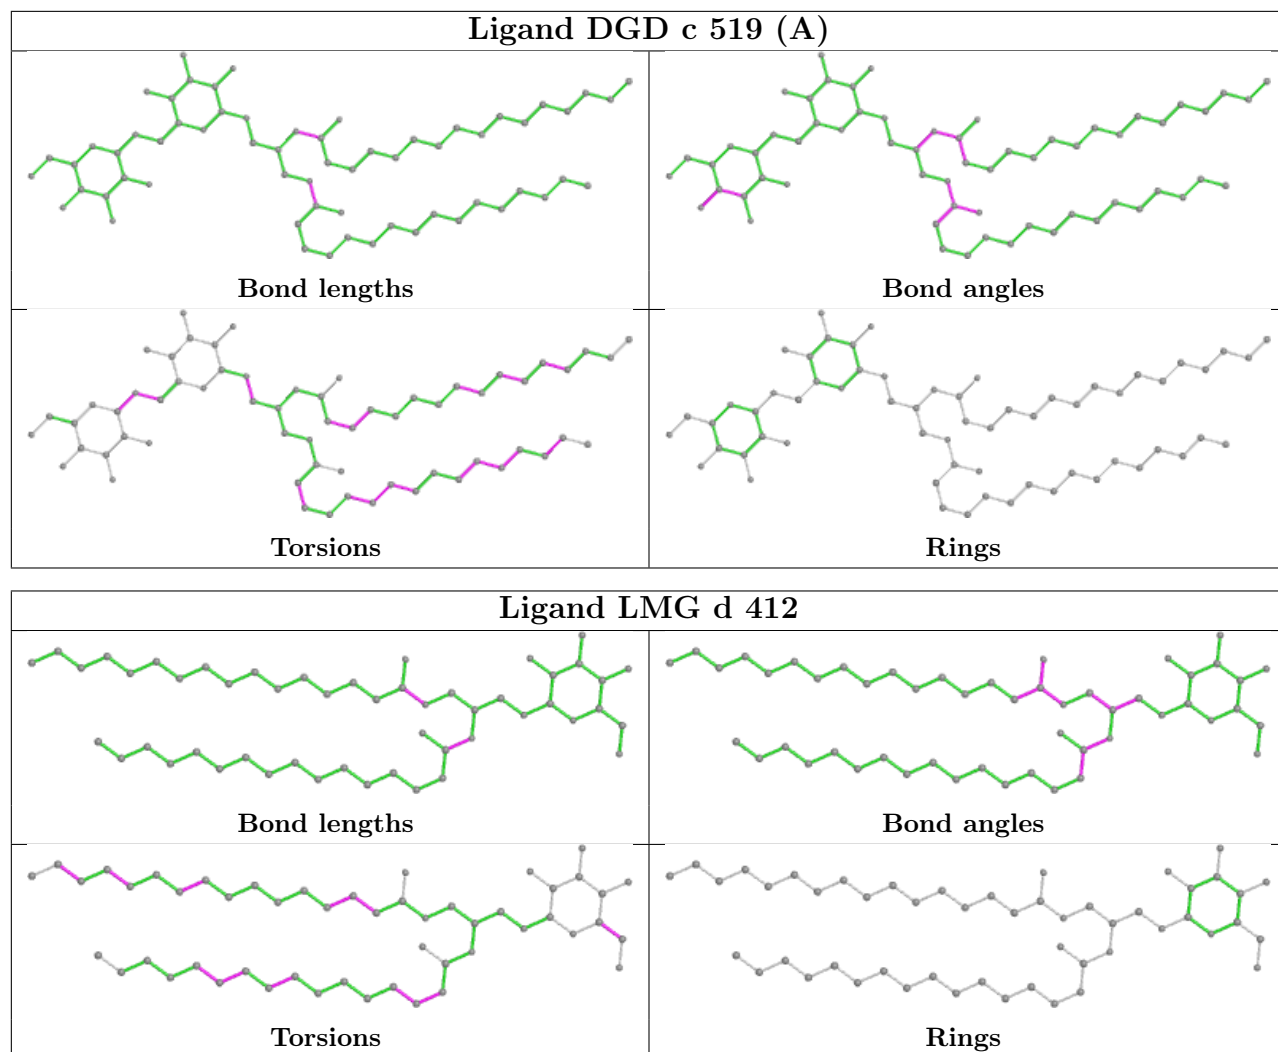 Ligand DGD c 519 (A)
Bond lengths
Bond angles
Torsions
Rings
Ligand LMG d 412
Bond lengths
Bond angles
Torsions
Rings